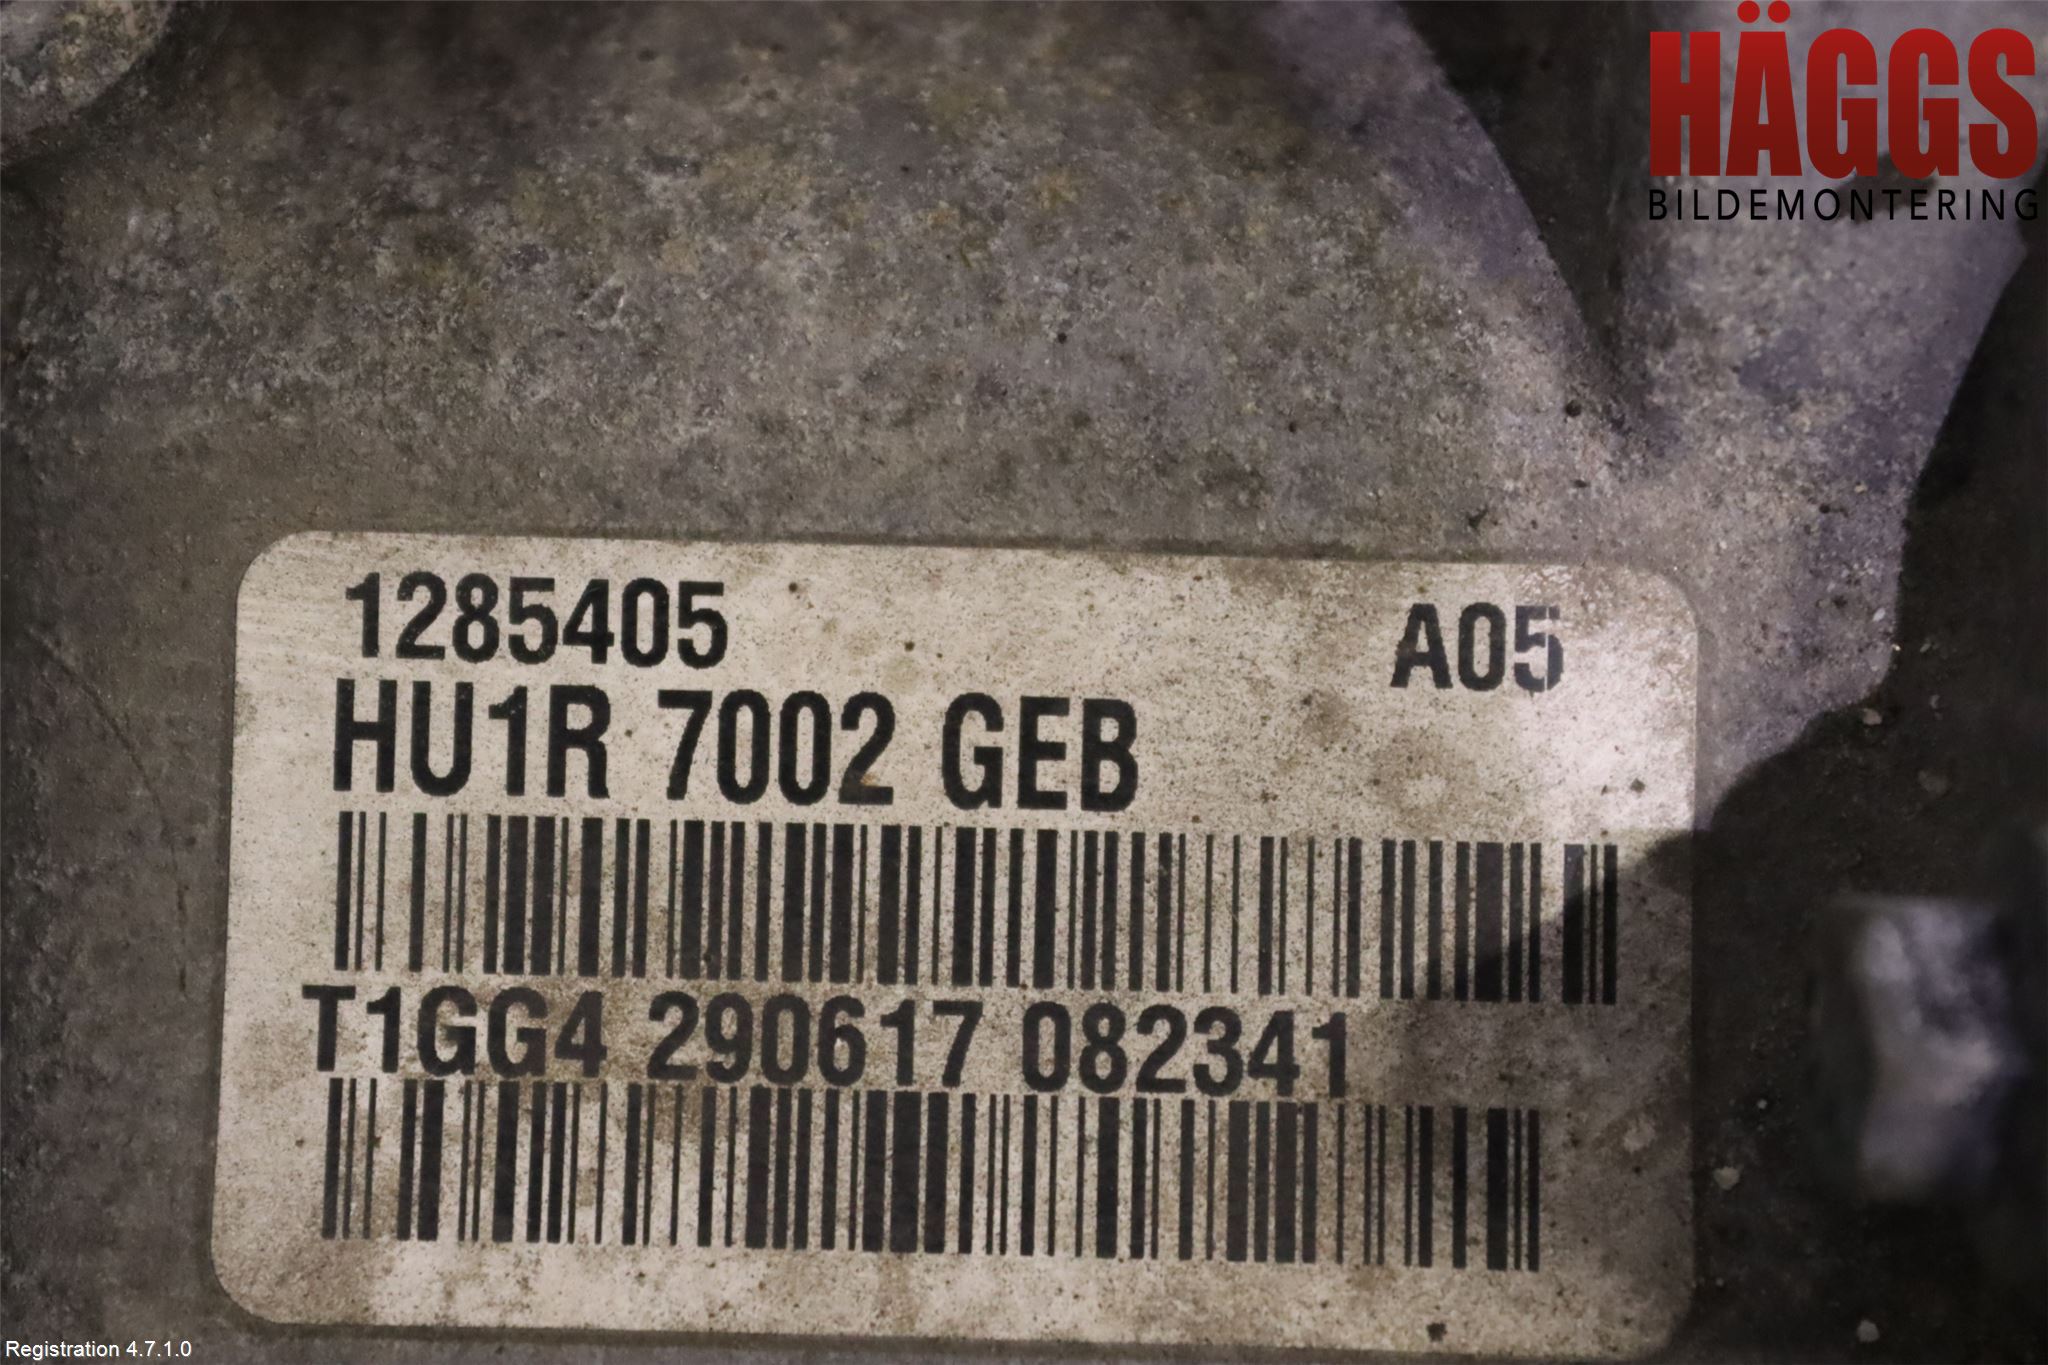 HÄGGS
BILDEMONTERING
1285405 A05
HU1R 7002 GEB
T1GG4 290617 082341
Registration 4.7.1.0